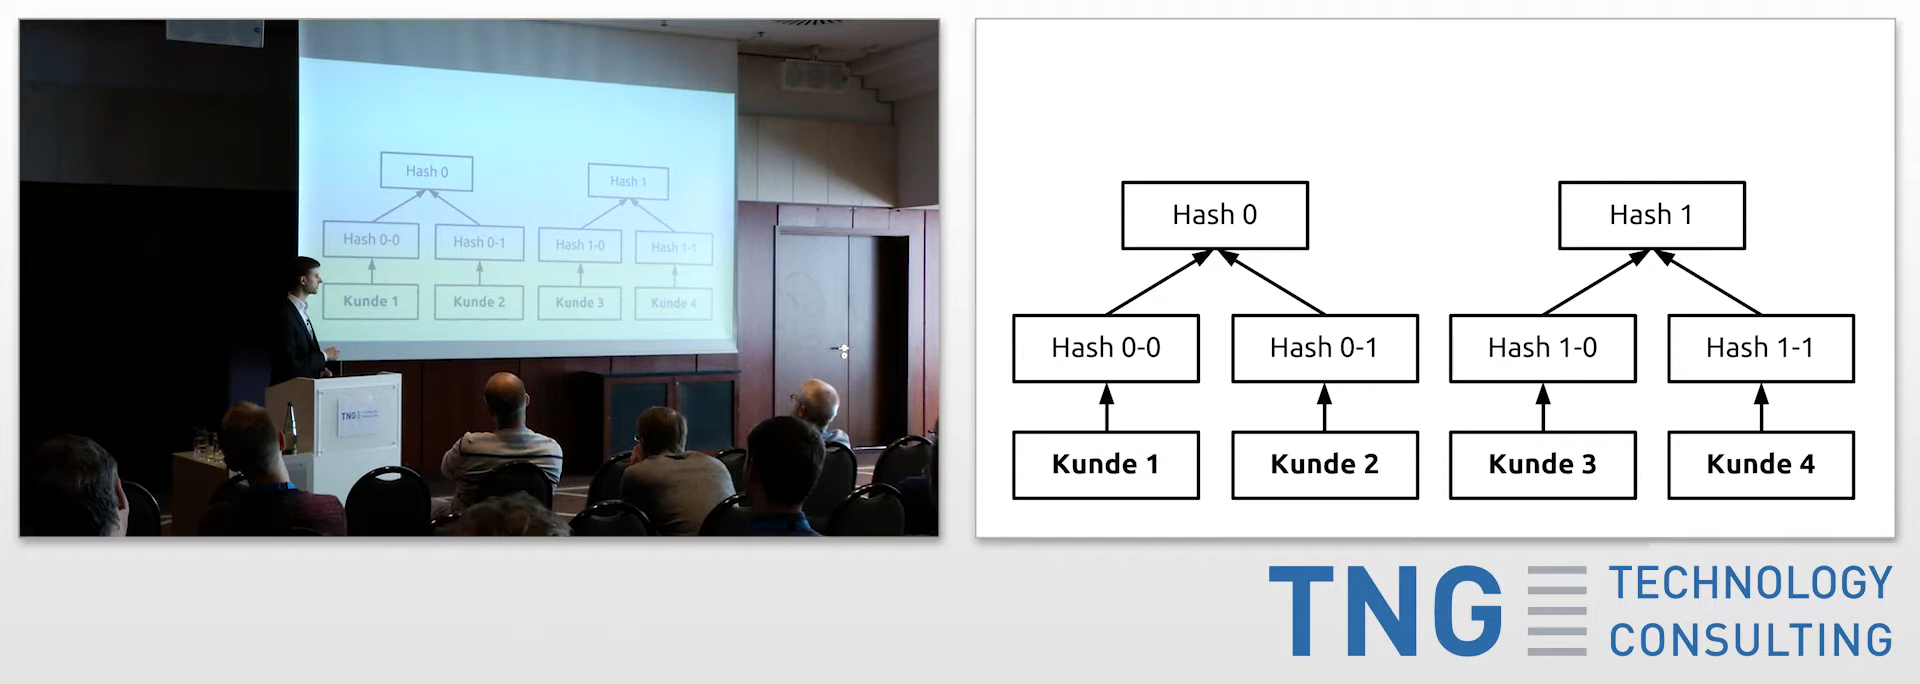 Hash 0
Hash 1
Hash 0-0
Hash 0-1
Hash 1-0
Hash 1-1
Kunde 1
Kunde 2
Kunde 3
Kunde 4
TNG
Hash 0
Hash 1
Hash 0-0
Hash 0-1
Hash 1-0
Hash 1-1
Kunde 1
Kunde 2
Kunde 3
Kunde 4
TNG
TECHNOLOGY
CONSULTING